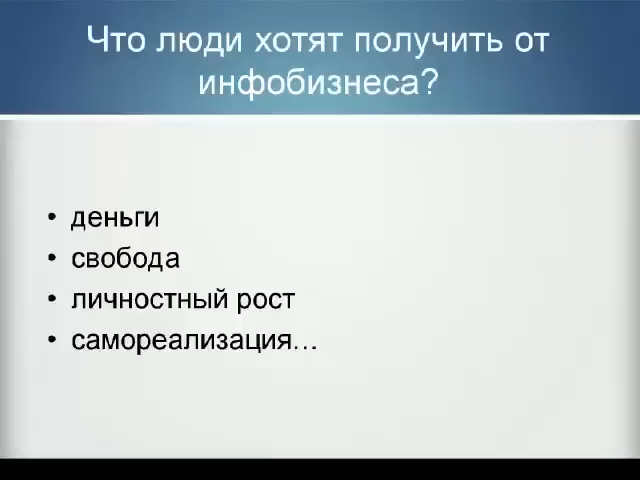 Что люди хотят получить от
инфобизнеса?
• деньги
• свобода
• личностный рост
• самореализация...